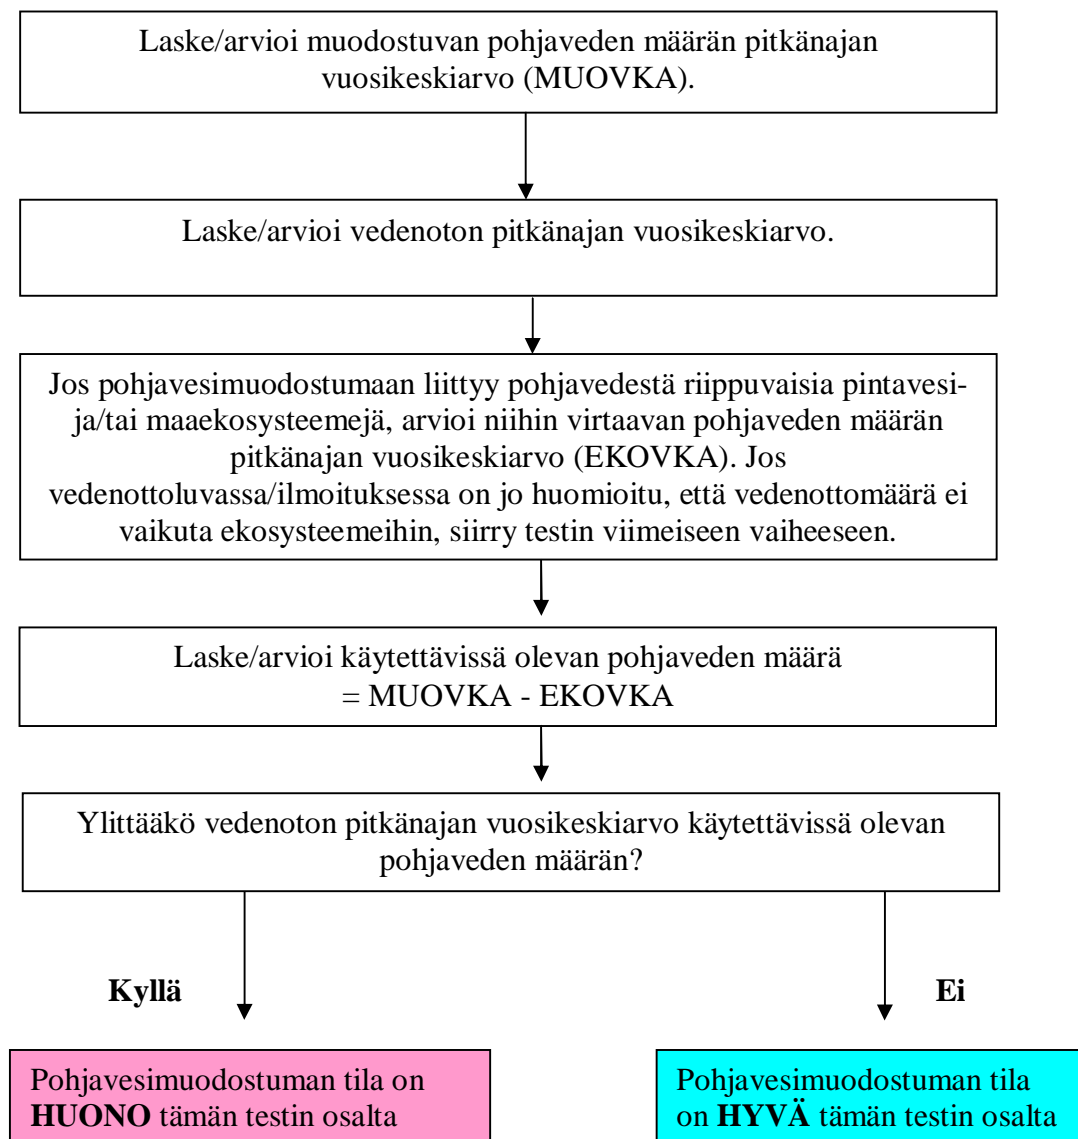 Laske/arvioi muodostuvan pohjaveden määrän pitkänajan
vuosikeskiarvo (MUOVKA).
Laske/arvioi vedenoton pitkänajan vuosikeskiarvo.
Jos pohjavesimuodostumaan liittyy pohjavedestä riippuvaisia pintavesi-
ja/tai maaekosysteemejä, arvioi niihin virtaavan pohjaveden määrän
pitkänajan vuosikeskiarvo (EKOVKA). Jos
vedenottoluvassa/ilmoituksessa on jo huomioitu, että vedenottomäärä ei
vaikuta ekosysteemeihin, siirry testin viimeiseen vaiheeseen.
Laske/arvioi käytettävissä olevan pohjaveden määrä
= MUOVKA - EKOVKA
Ylittääkö vedenoton pitkänajan vuosikeskiarvo käytettävissä olevan
pohjaveden määrän?
Kyllä
Ei
Pohjavesimuodostuman tila on
HUONO tämän testin osalta
Pohjavesimuodostuman tila
on HYVÄ tämän testin osalta